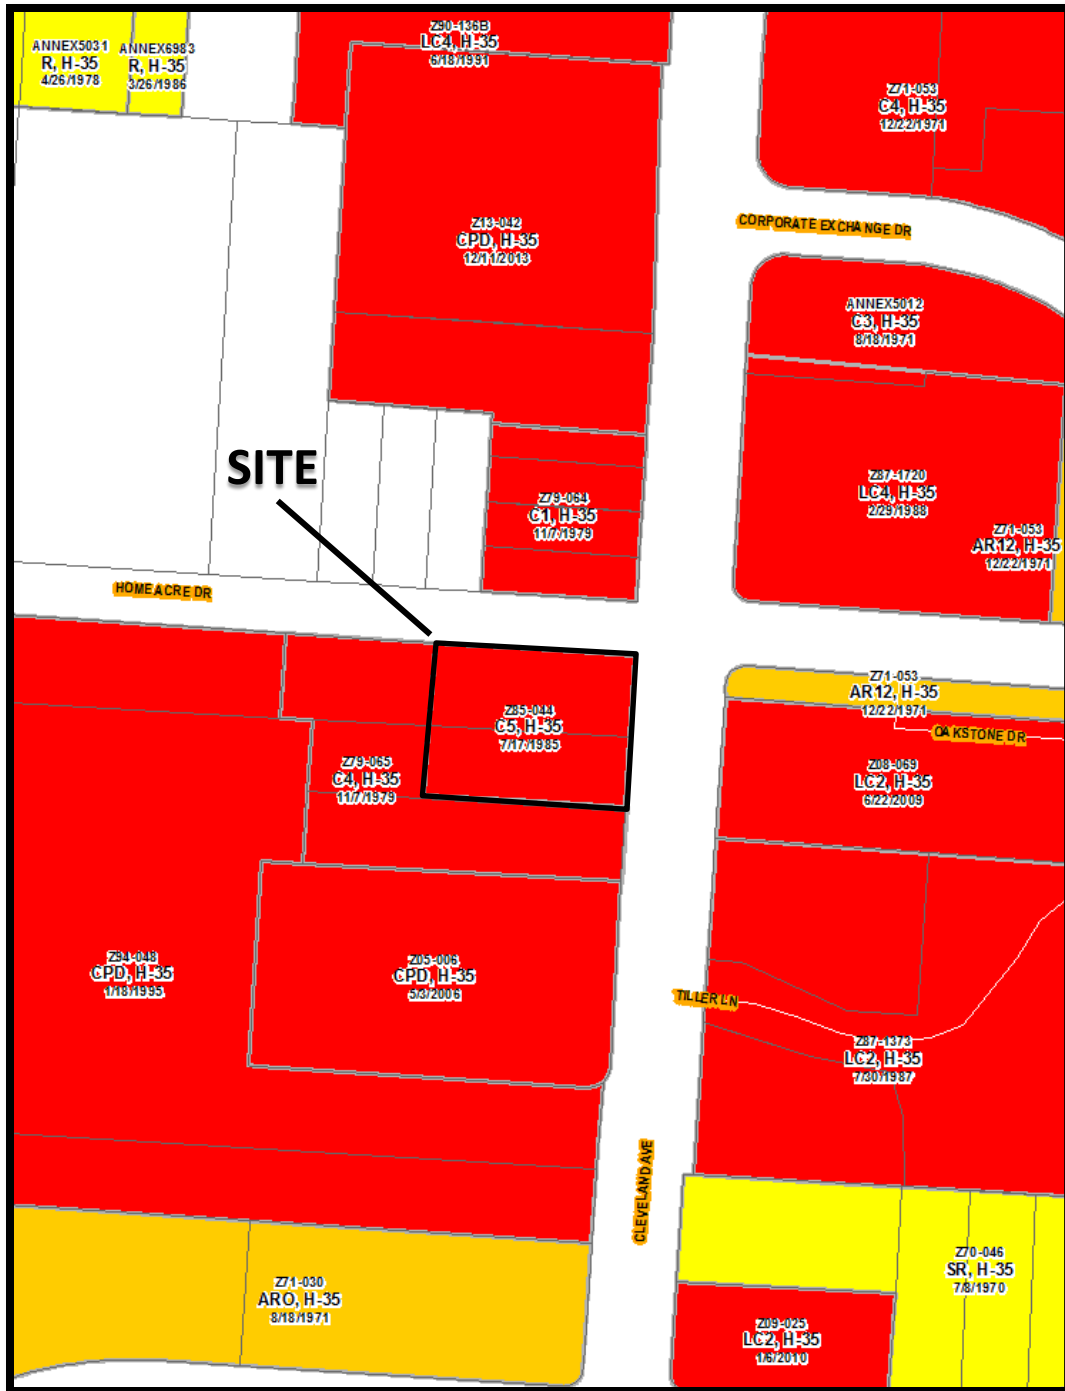 Z90-136B
LC4, H-35
6/18/1991
ANNEX5031
R, H-35
4/26/1978
ANNEX6983
R, H-35
3/26/1986
Z71-053
C4, H-35
12/22/1971
CORPORATE EXCHANGE DR
Z13-042
CPD, H-35
12/11/2013
ANNEX5012
C3, H-35
8/18/1971
SITE
Z79-064
C1, H-35
11/7/1979
Z87-1720
LC4, H-35
2/29/1988
Z71-053
AR12, H-35
12/22/1971
HOMEACRE DR
Z71-053
AR12, H-35
12/22/1971
OAKSTONE DR
Z85-044
C5, H-35
7/17/1985
Z79-065
C4, H-35
11/7/1979
Z08-069
LC2, H-35
6/22/2009
Z94-048
CPD, H-35
1/18/1995
Z05-006
CPD, H-35
5/3/2006
TILLER LN
Z87-1373
LC2, H-35
7/30/1987
CLEVELAND AVE
Z70-046
SR, H-35
7/8/1970
Z71-030
ARO, H-35
8/18/1971
Z09-025
LC2, H-35
1/6/2010